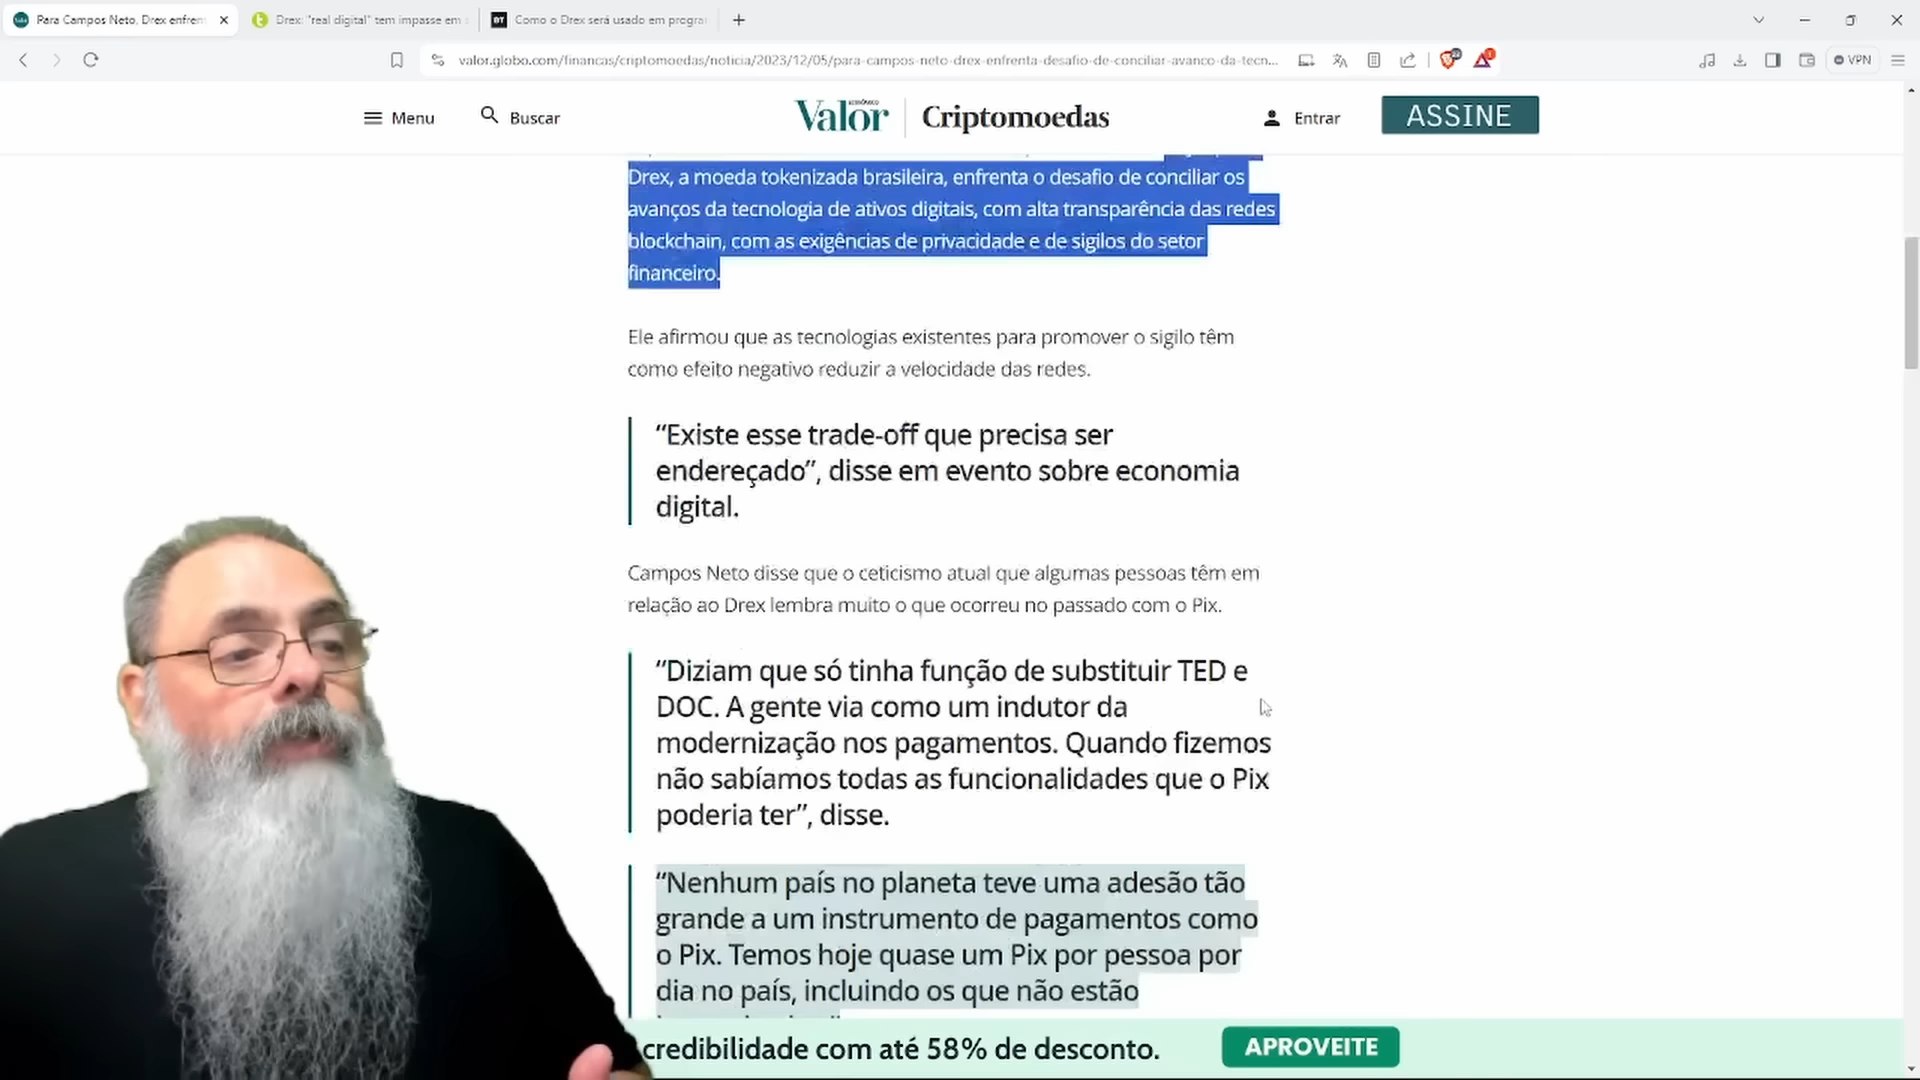 Para Campos Neto, Drex enfren
Drex: "real digital" tem impasse em s
BT
Como o Drex será usado em progra
valor.globo.com/financas/criptomoedas/noticia/2023/12/05/para-campos-neto-drex-enfrenta-desafio-de-conciliar-avanco-da-tecn...
VPN
Menu
Buscar
Valor
ECONÔMICO
Criptomoedas
Entrar
ASSINE
Drex, a moeda tokenizada brasileira, enfrenta o desafio de conciliar os
avanços da tecnologia de ativos digitais, com alta transparência das redes
blockchain, com as exigências de privacidade e de sigilos do setor
financeiro.
Ele afirmou que as tecnologias existentes para promover o sigilo têm
como efeito negativo reduzir a velocidade das redes.
“Existe esse trade-off que precisa ser
endereçado”, disse em evento sobre economia
digital.
Campos Neto disse que o ceticismo atual que algumas pessoas têm em
relação ao Drex lembra muito o que ocorreu no passado com o Pix.
“Diziam que só tinha função de substituir TED e
DOC. A gente via como um indutor da
modernização nos pagamentos. Quando fizemos
não sabíamos todas as funcionalidades que o Pix
poderia ter”, disse.
“Nenhum país no planeta teve uma adesão tão
grande a um instrumento de pagamentos como
o Pix. Temos hoje quase um Pix por pessoa por
dia no país, incluindo os que não estão
credibilidade com até 58% de desconto.
APROVEITE